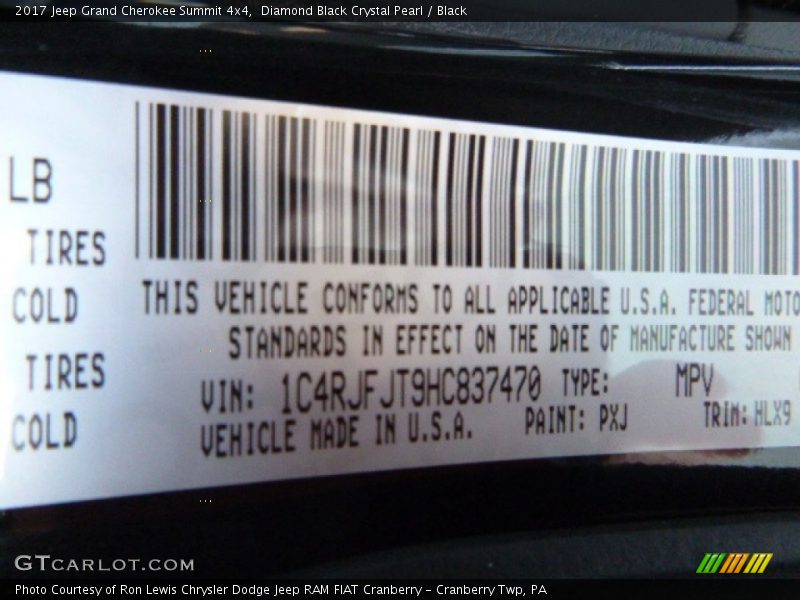 2017 Jeep Grand Cherokee Summit 4x4,  Diamond Black Crystal Pearl / Black
LB
TIRES
COLD
TIRES
COLD
THIS VEHICLE CONFORMS TO ALL APPLICABLE U.S.A. FEDERAL MOTO
STANDARDS IN EFFECT ON THE DATE OF MANUFACTURE SHOWN
VIN: 1C4RJFJT9HC837470 TYPE: MPV
VEHICLE MADE IN U.S.A. PAINT: PXJ TRIM: HLX9
GTCARLOT.COM
Photo Courtesy of Ron Lewis Chrysler Dodge Jeep RAM FIAT Cranberry – Cranberry Twp, PA